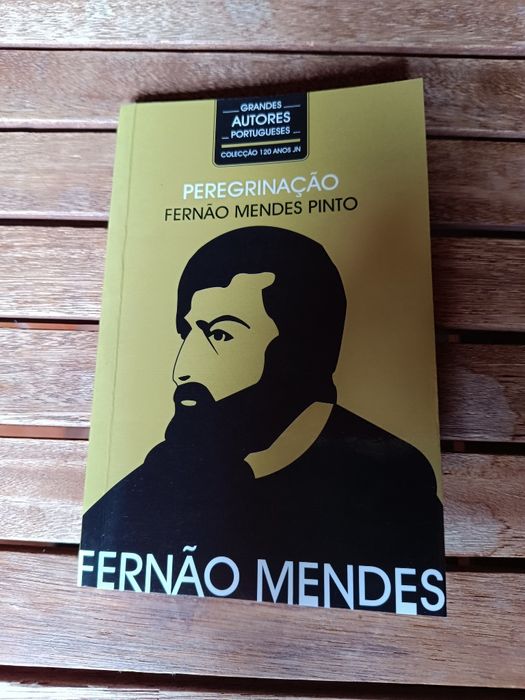 GRANDES
AUTORES
PORTUGUESES
COLECÇÃO 120 ANOS JN
PEREGRINAÇÃO
FERNÃO MENDES PINTO
FERNÃO MENDES